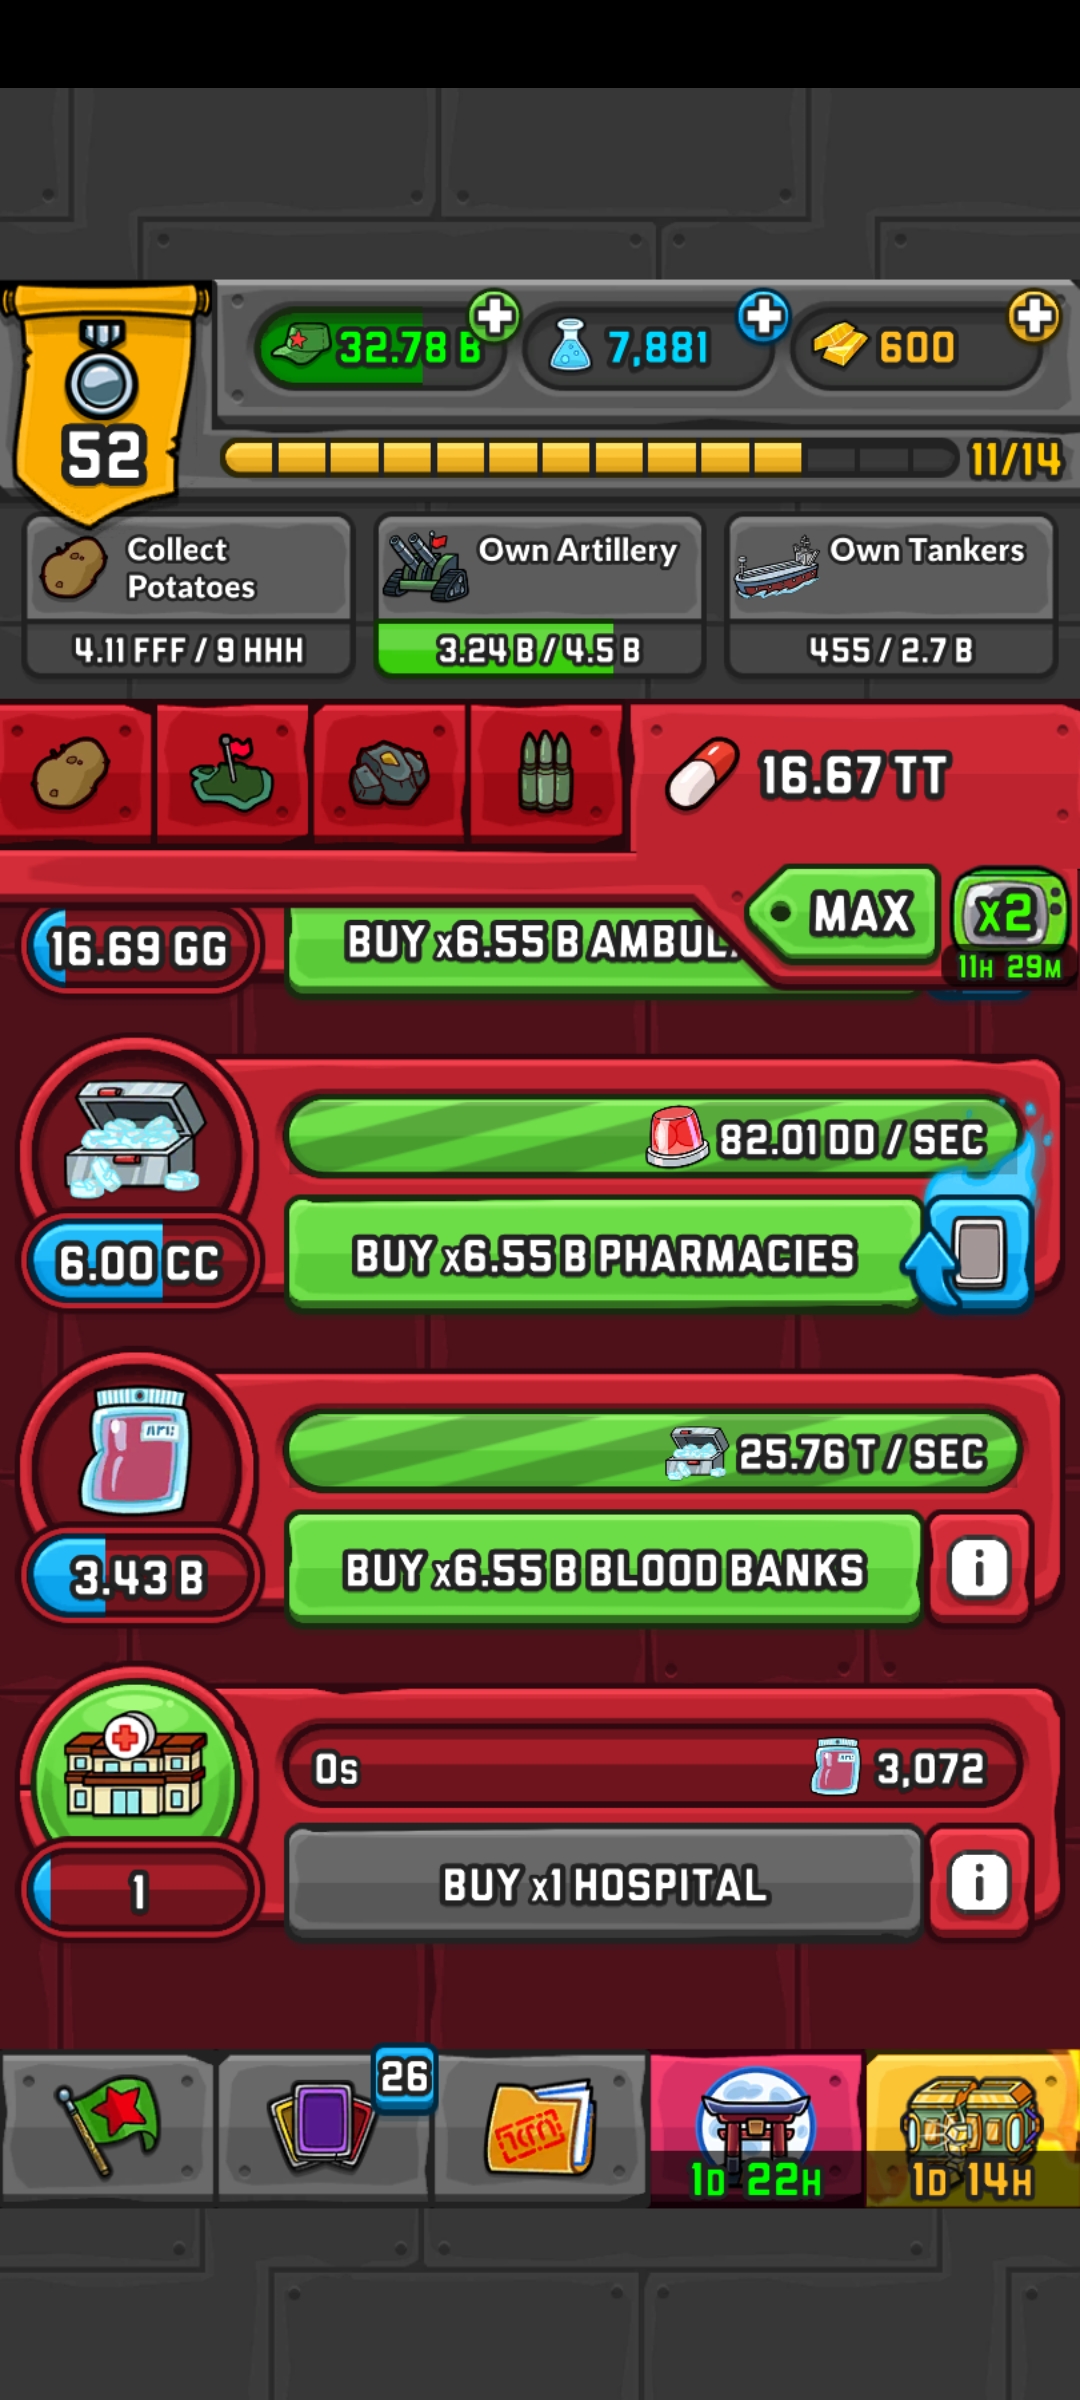 32.78 B
7,881
600
52
11/14
Collect
Potatoes
4.11 FFF / 9 HHH
Own Artillery
3.24 B / 4.5 B
Own Tankers
455 / 2.7 B
16.67 TT
MAX
x2
11H 29M
16.69 GG
BUY x6.55 B AMBUL
82.01 DD / SEC
6.00 CC
BUY x6.55 B PHARMACIES
25.76 T / SEC
3.43 B
BUY x6.55 B BLOOD BANKS
i
0s
3,072
1
BUY x1 HOSPITAL
i
26
1D 22H
1D 14H